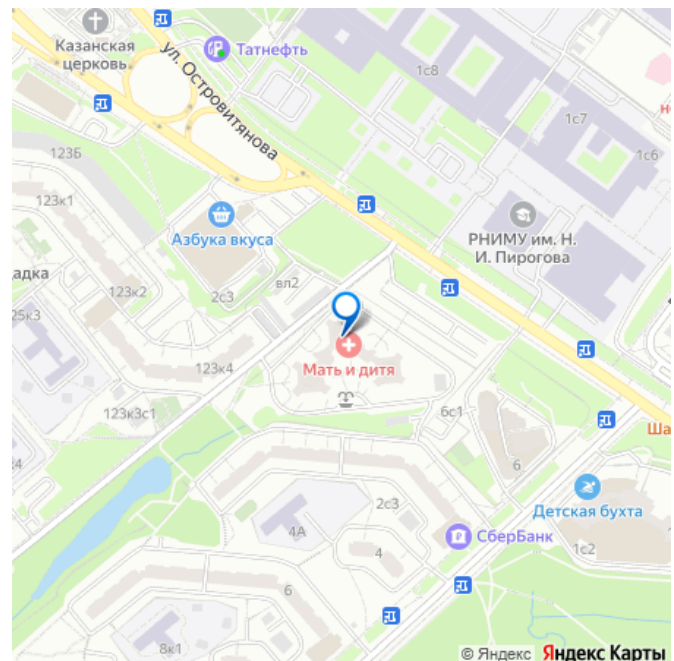 Казанская
церковь
Татнефть
ул. Островитянова
1с8
1с7
1с6
123Б
123к1
Азбука вкуса
РНИМУ им. Н.
И. Пирогова
адка
123к2
2с3
вл2
25к3
123к4
Мать и дитя
123к3с1
6с1
Ша
6
Детская бухта
2с3
4А
4
СберБанк
1с2
6
8к1
© Яндекс Яндекс Карты